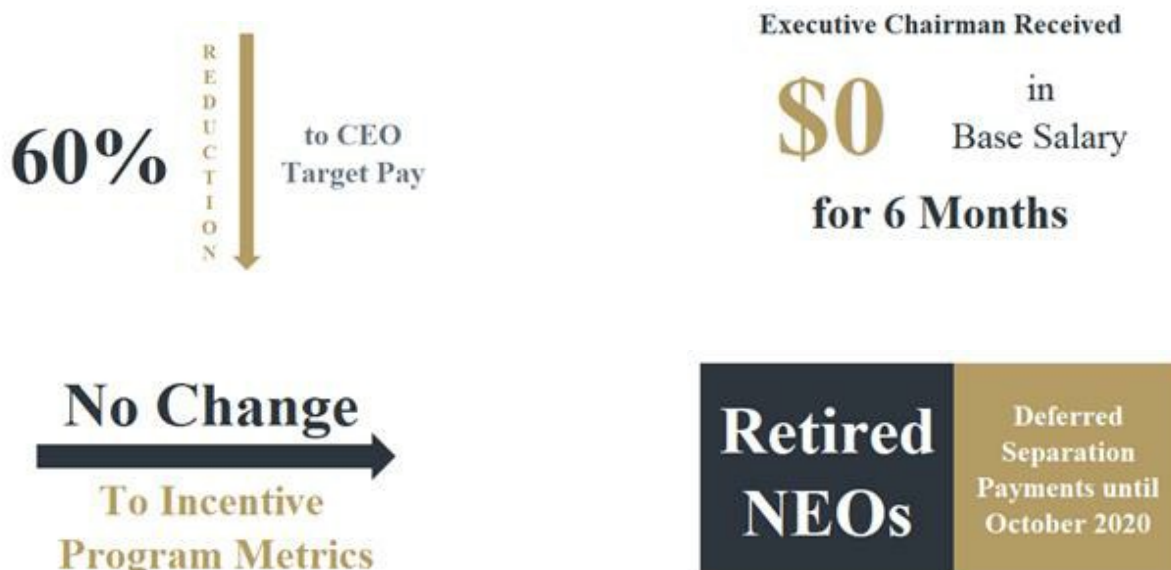 60%
REDUCTION
to CEO
Target Pay
Executive Chairman Received
$0
in
Base Salary
for 6 Months
No Change
To Incentive
Program Metrics
Retired
NEOs
Deferred
Separation
Payments until
October 2020